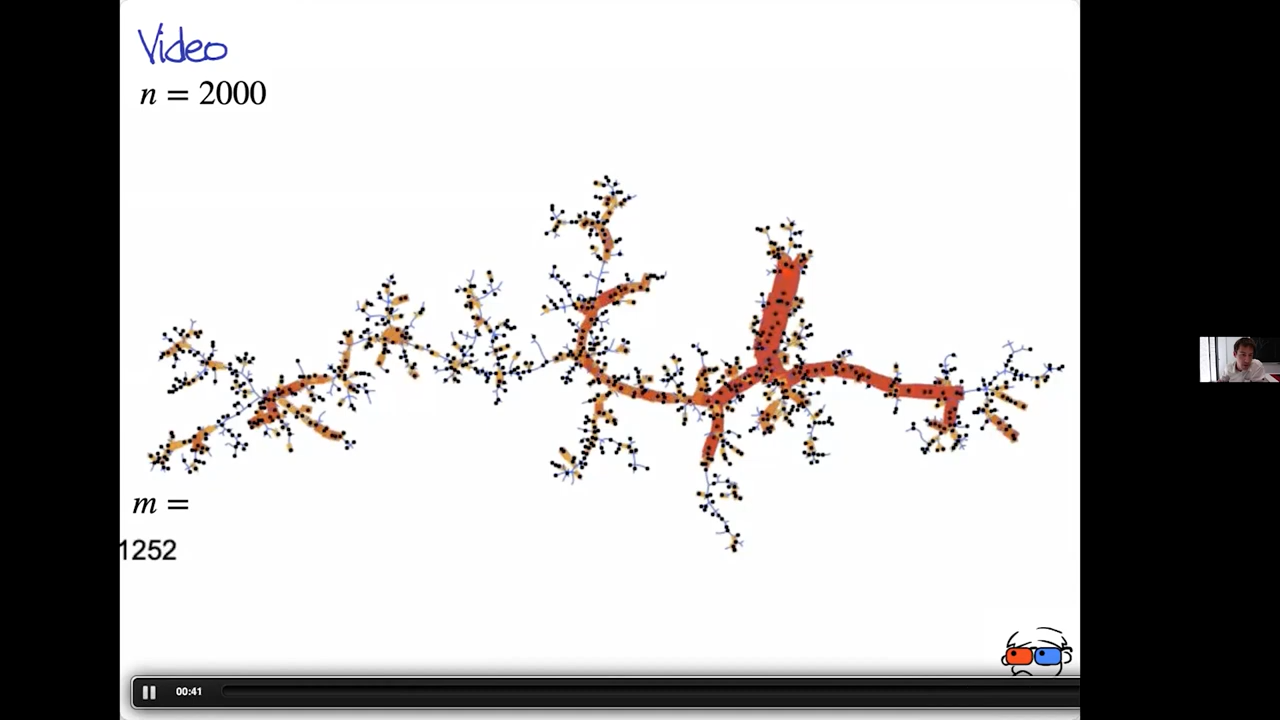 Video
n = 2000
m =
1252
00:41